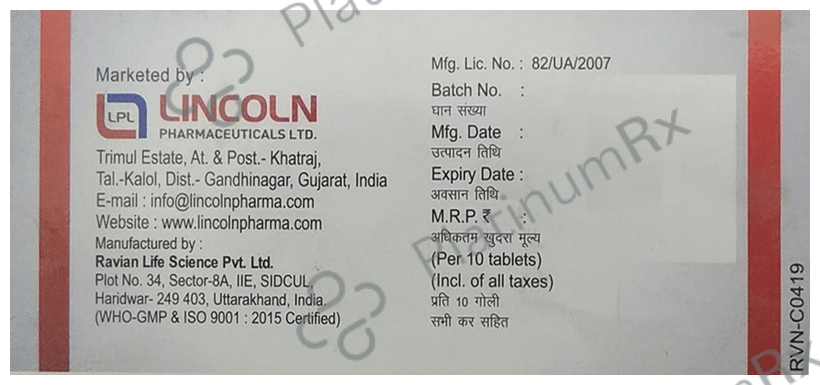 Marketed by :
LPL LINCOLN
PHARMACEUTICALS LTD.
Trimul Estate, At. & Post.- Khatraj,
Tal.-Kalol, Dist.- Gandhinagar, Gujarat, India
E-mail : info@lincolnpharma.com
Website : www.lincolnpharma.com
Manufactured by :
Ravian Life Science Pvt. Ltd.
Plot No. 34, Sector-8A, IIE, SIDCUL
Haridwar- 249 403, Uttarakhand, India.
(WHO-GMP & ISO 9001 : 2015 Certified)
Mfg. Lic. No. : 82/UA/2007
Batch No. :
घान संख्या
Mfg. Date :
उत्पादन तिथि
Expiry Date :
अवसान तिथि
M.R.P. ₹ :
अधिकतम खुदरा मूल्य
(Per 10 tablets)
(Incl. of all taxes)
प्रति 10 गोली
सभी कर सहित
RVN-C0419
PlatinumRx